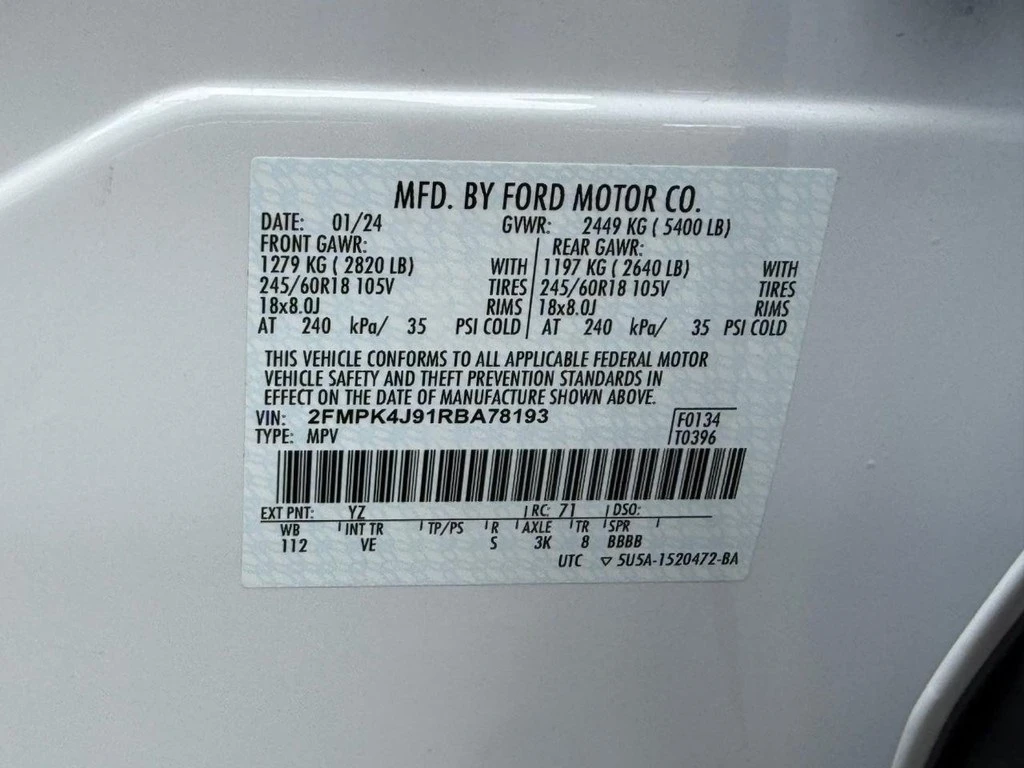 MFD. BY FORD MOTOR CO.
DATE: 01/24 GVWR: 2449 KG ( 5400 LB)
FRONT GAWR: REAR GAWR:
1279 KG ( 2820 LB) WITH 1197 KG ( 2640 LB) WITH
245/60R18 105V TIRES 245/60R18 105V TIRES
18x8.0J RIMS 18x8.0J RIMS
AT 240 kPa/ 35 PSI COLD AT 240 kPa/ 35 PSI COLD
THIS VEHICLE CONFORMS TO ALL APPLICABLE FEDERAL MOTOR
VEHICLE SAFETY AND THEFT PREVENTION STANDARDS IN
EFFECT ON THE DATE OF MANUFACTURE SHOWN ABOVE.
VIN: 2FMPK4J91RBA78193 F0134
TYPE: MPV T0396
EXT PNT: YZ RC: 71 DSO:
WB INT TR TP/PS R AXLE TR SPR
112 VE S 3K 8 BBBB
UTC ▽ 5U5A-1520472-BA